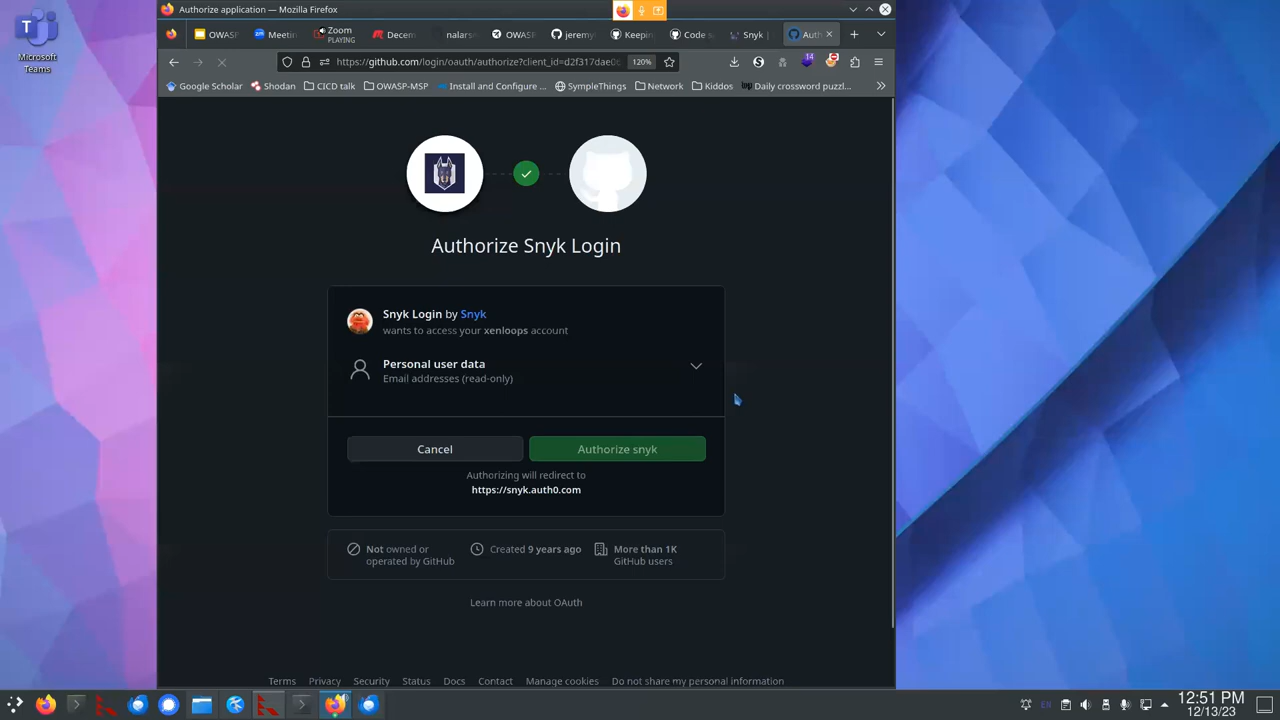 Authorize application — Mozilla Firefox
Microsoft
Teams
OWASP
Meetin
Zoom
PLAYING
Decem
nalars
OWAS
jeremy
Keepin
Code s
Snyk
Auth
https://github.com/login/oauth/authorize?client_id=d2f317dae0
120%
14
Google Scholar
Shodan
CICD talk
OWASP-MSP
Install and Configure ...
SympleThings
Network
Kiddos
Daily crossword puzzl...
Authorize Snyk Login
Snyk Login by Snyk
wants to access your xenloops account
Personal user data
Email addresses (read-only)
Cancel
Authorize snyk
Authorizing will redirect to
https://snyk.auth0.com
Not owned or
operated by GitHub
Created 9 years ago
More than 1K
GitHub users
Learn more about OAuth
Terms
Privacy
Security
Status
Docs
Contact
Manage cookies
Do not share my personal information
12:51 PM
12/13/23